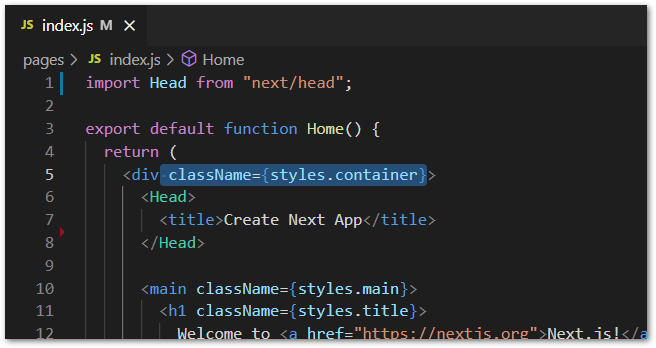 JS index.js M ×
pages > JS index.js > Home
1 import Head from "next/head";
2
3 export default function Home() {
4 return (
5 <div className={styles.container}>
6 <Head>
7 <title>Create Next App</title>
8 </Head>
9
10 <main className={styles.main}>
11 <h1 className={styles.title}>
12 Welcome to <a href="https://nextjs.org">Next.js!</a